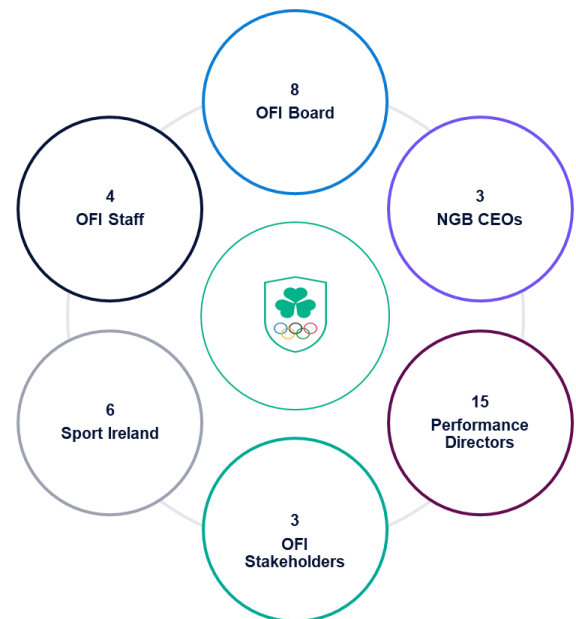 8
OFI Board
3
NGB CEOs
15
Performance
Directors
3
OFI
Stakeholders
6
Sport Ireland
4
OFI Staff